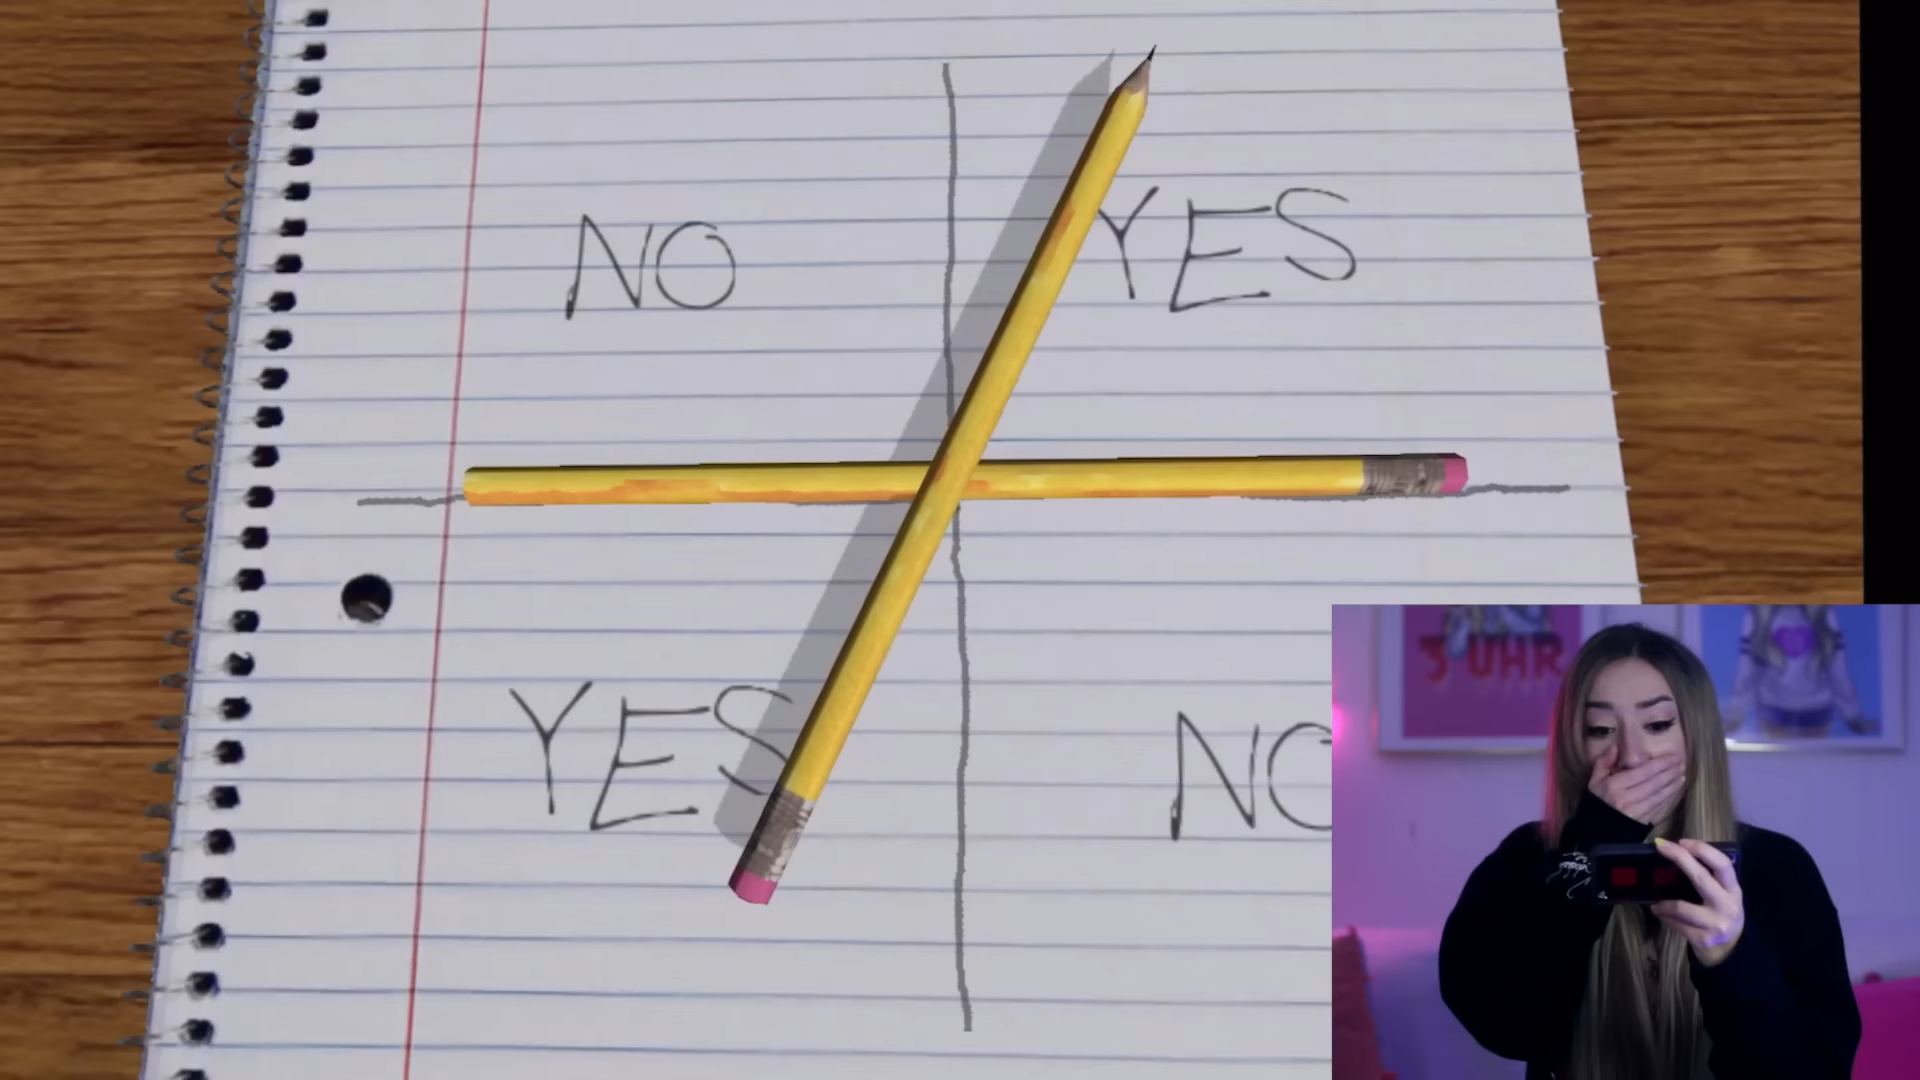 NO
YES
YES
NO
3 UHR